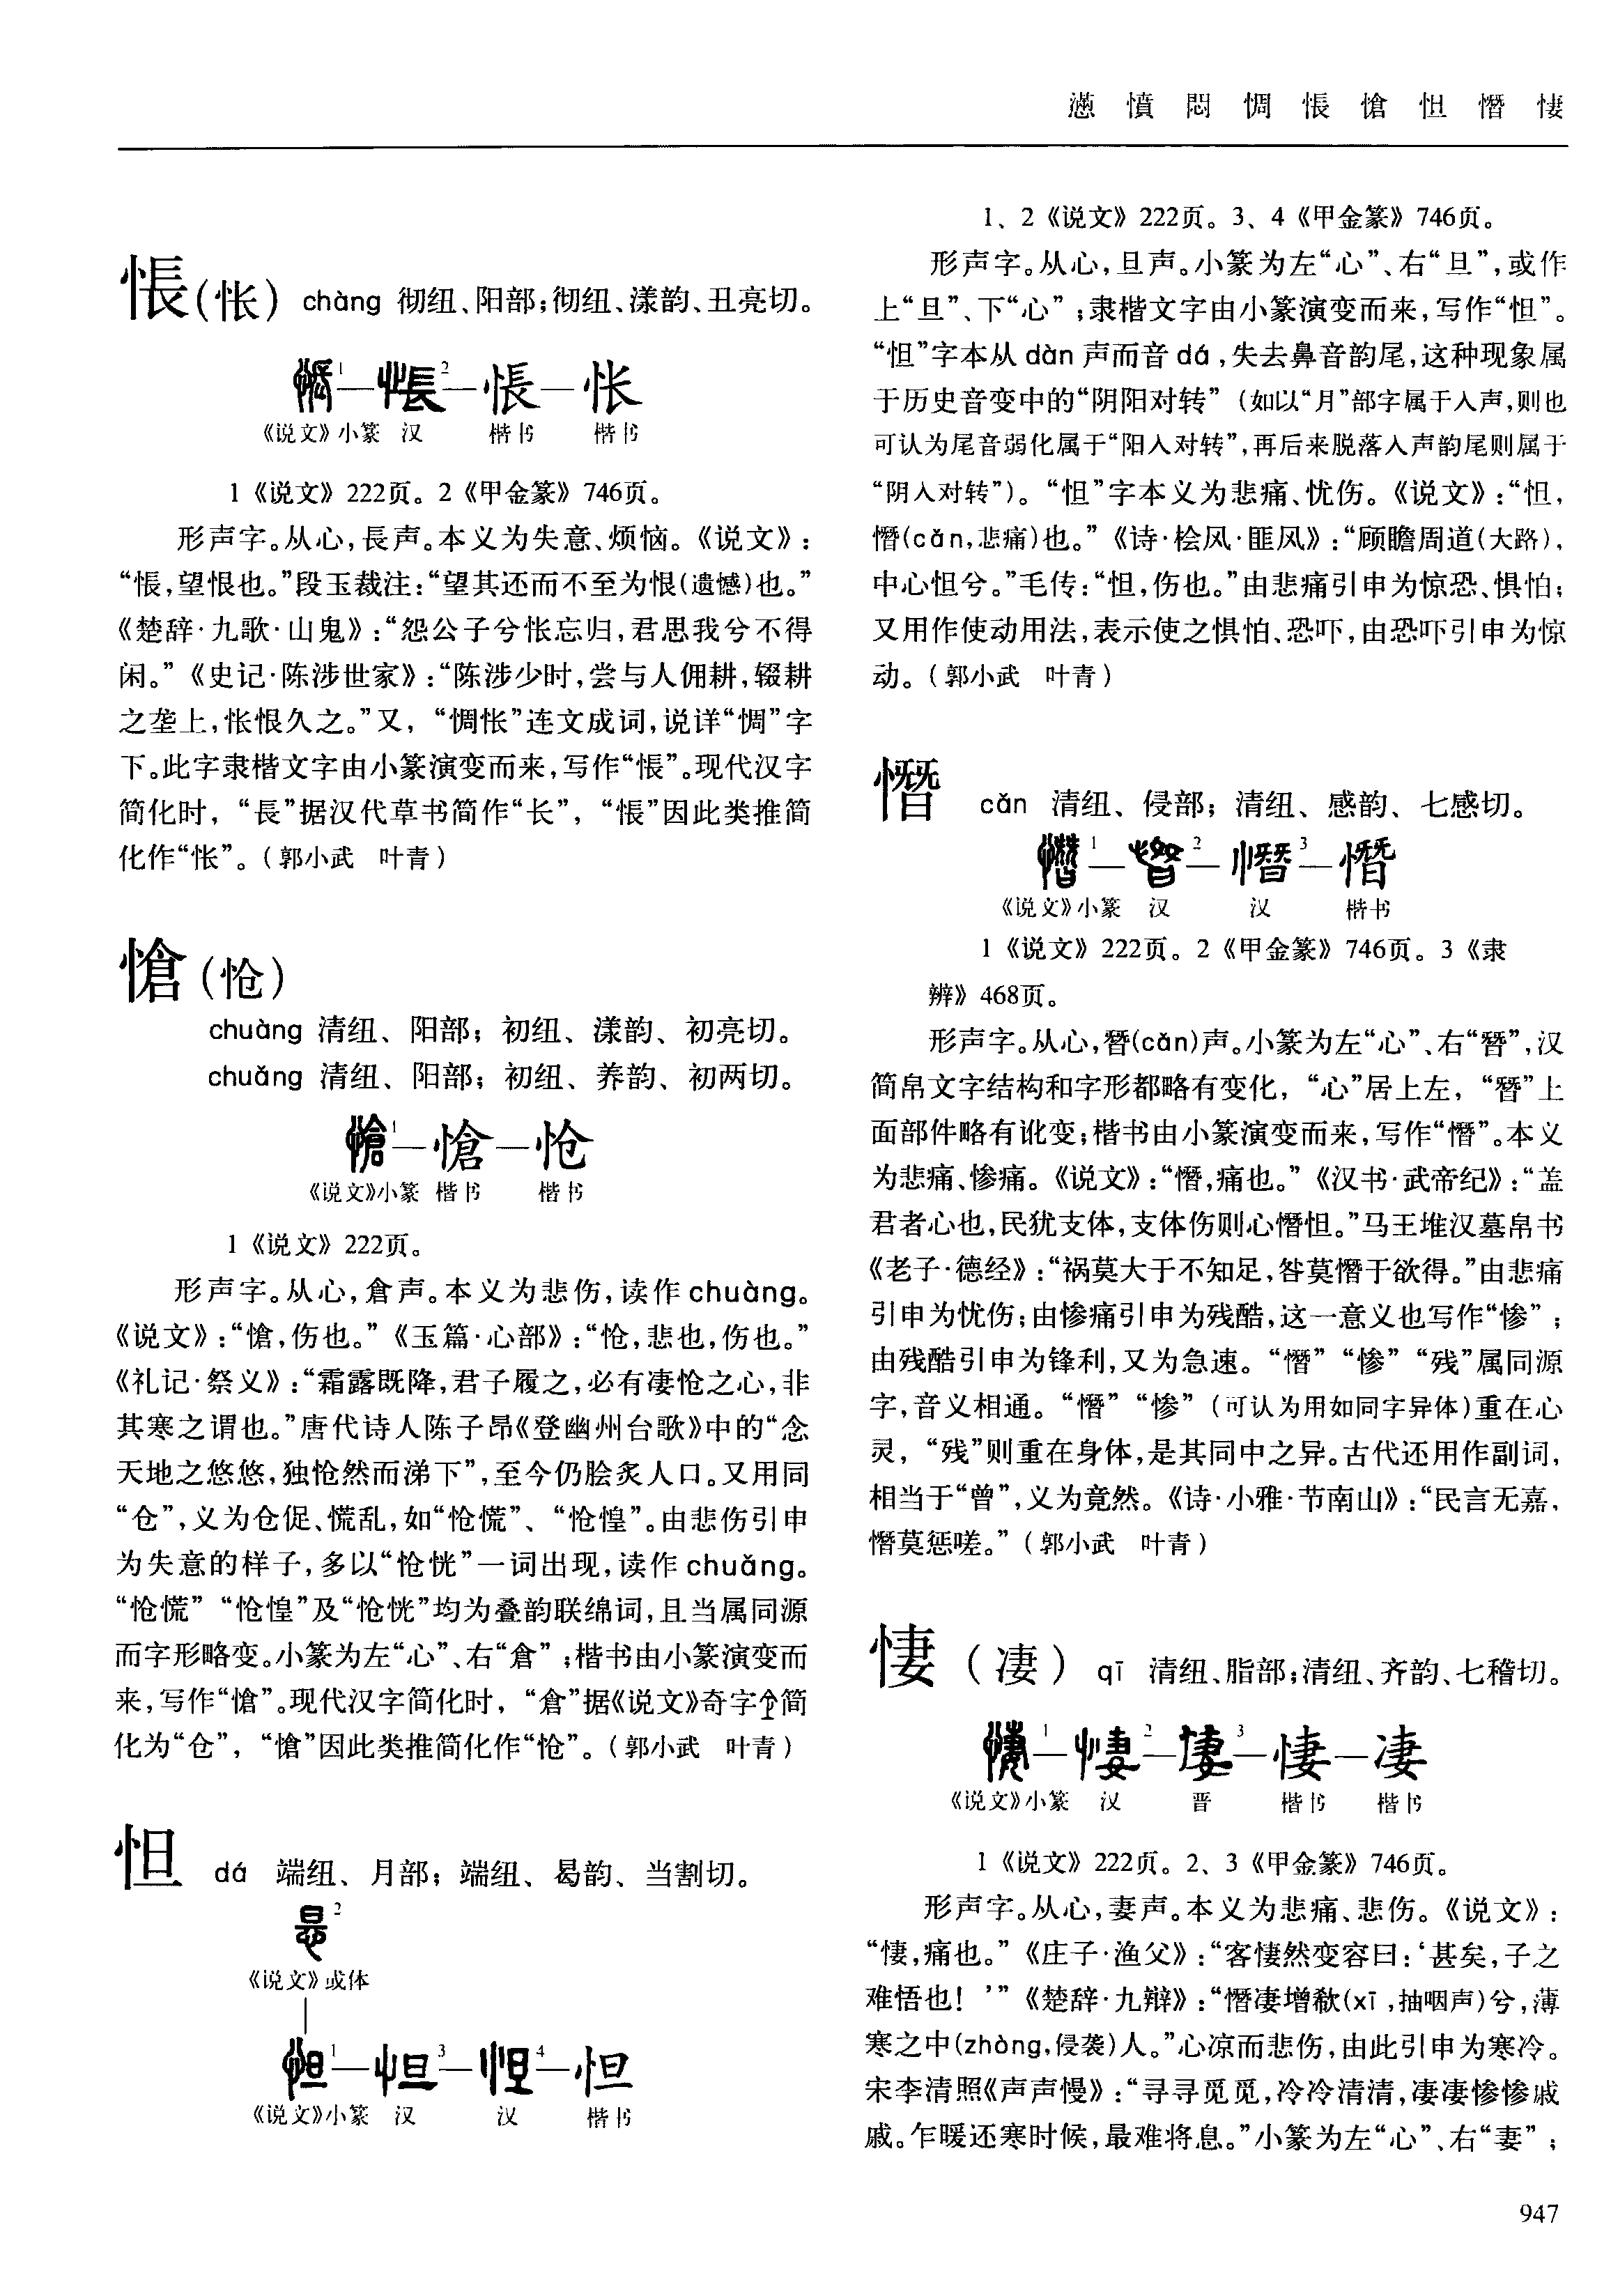 懣 憤 悶 惆 悵 愴 怛 憯 悽
悵(怅) chàng 彻纽、阳部;彻纽、漾韵、丑亮切。
悵1—悵2—悵—怅
《说文》小篆 汉 楷书 楷书
1《说文》222页。2《甲金篆》746页。
形声字。从心,長声。本义为失意、烦恼。《说文》:
“悵,望恨也。”段玉裁注:“望其还而不至为恨(遗憾)也。”
《楚辞·九歌·山鬼》:“怨公子兮怅忘归,君思我兮不得
闲。”《史记·陈涉世家》:“陈涉少时,尝与人佣耕,辍耕
之垄上,怅恨久之。”又,“惆怅”连文成词,说详“惆”字
下。此字隶楷文字由小篆演变而来,写作“悵”。现代汉字
简化时,“長”据汉代草书简作“长”,“悵”因此类推简
化作“怅”。(郭小武 叶青)
愴(怆)
chuàng 清纽、阳部;初纽、漾韵、初亮切。
chuǎng 清纽、阳部;初纽、养韵、初两切。
愴1—愴—怆
《说文》小篆 楷书 楷书
1《说文》222页。
形声字。从心,倉声。本义为悲伤,读作chuàng。
《说文》:“愴,伤也。”《玉篇·心部》:“怆,悲也,伤也。”
《礼记·祭义》:“霜露既降,君子履之,必有凄怆之心,非
其寒之谓也。”唐代诗人陈子昂《登幽州台歌》中的“念
天地之悠悠,独怆然而涕下”,至今仍脍炙人口。又用同
“仓”,义为仓促、慌乱,如“怆慌”、“怆惶”。由悲伤引申
为失意的样子,多以“怆恍”一词出现,读作chuǎng。
“怆慌”“怆惶”及“怆恍”均为叠韵联绵词,且当属同源
而字形略变。小篆为左“心”、右“倉”;楷书由小篆演变而
来,写作“愴”。现代汉字简化时,“倉”据《说文》奇字仺简
化为“仓”,“愴”因此类推简化作“怆”。(郭小武 叶青)
怛 dá 端纽、月部;端纽、曷韵、当割切。
悬2
《说文》或体
怛1—怛3—怛4—怛
《说文》小篆 汉 汉 楷书
1、2《说文》222页。3、4《甲金篆》746页。
形声字。从心,旦声。小篆为左“心”、右“旦”,或作
上“旦”、下“心”;隶楷文字由小篆演变而来,写作“怛”。
“怛”字本从dàn声而音dá,失去鼻音韵尾,这种现象属
于历史音变中的“阴阳对转”(如以“月”部字属于入声,则也
可认为尾音弱化属于“阳入对转”,再后来脱落入声韵尾则属于
“阴入对转”)。“怛”字本义为悲痛、忧伤。《说文》:“怛,
憯(cǎn,悲痛)也。”《诗·桧风·匪风》:“顾瞻周道(大路),
中心怛兮。”毛传:“怛,伤也。”由悲痛引申为惊恐、惧怕;
又用作使动用法,表示使之惧怕、恐吓,由恐吓引申为惊
动。(郭小武 叶青)
憯 cǎn 清纽、侵部;清纽、感韵、七感切。
憯1—憯2—憯3—憯
《说文》小篆 汉 汉 楷书
1《说文》222页。2《甲金篆》746页。3《隶
辨》468页。
形声字。从心,朁(cǎn)声。小篆为左“心”、右“朁”,汉
简帛文字结构和字形都略有变化,“心”居上左,“朁”上
面部件略有讹变;楷书由小篆演变而来,写作“憯”。本义
为悲痛、惨痛。《说文》:“憯,痛也。”《汉书·武帝纪》:“盖
君者心也,民犹支体,支体伤则心憯怛。”马王堆汉墓帛书
《老子·德经》:“祸莫大于不知足,咎莫憯于欲得。”由悲痛
引申为忧伤;由惨痛引申为残酷,这一意义也写作“惨”;
由残酷引申为锋利,又为急速。“憯”“惨”“残”属同源
字,音义相通。“憯”“惨”(可认为用如同字异体)重在心
灵,“残”则重在身体,是其同中之异。古代还用作副词,
相当于“曾”,义为竟然。《诗·小雅·节南山》:“民言无嘉,
憯莫惩嗟。”(郭小武 叶青)
悽(凄) qī 清纽、脂部;清纽、齐韵、七稽切。
悽1—悽2—悽3—悽—凄
《说文》小篆 汉 晋 楷书 楷书
1《说文》222页。2、3《甲金篆》746页。
形声字。从心,妻声。本义为悲痛、悲伤。《说文》:
“悽,痛也。”《庄子·渔父》:“客悽然变容曰:‘甚矣,子之
难悟也!’”《楚辞·九辩》:“憯凄增欷(xī,抽咽声)兮,薄
寒之中(zhòng,侵袭)人。”心凉而悲伤,由此引申为寒冷。
宋李清照《声声慢》:“寻寻觅觅,冷冷清清,凄凄惨惨戚
戚。乍暖还寒时候,最难将息。”小篆为左“心”、右“妻”;
947